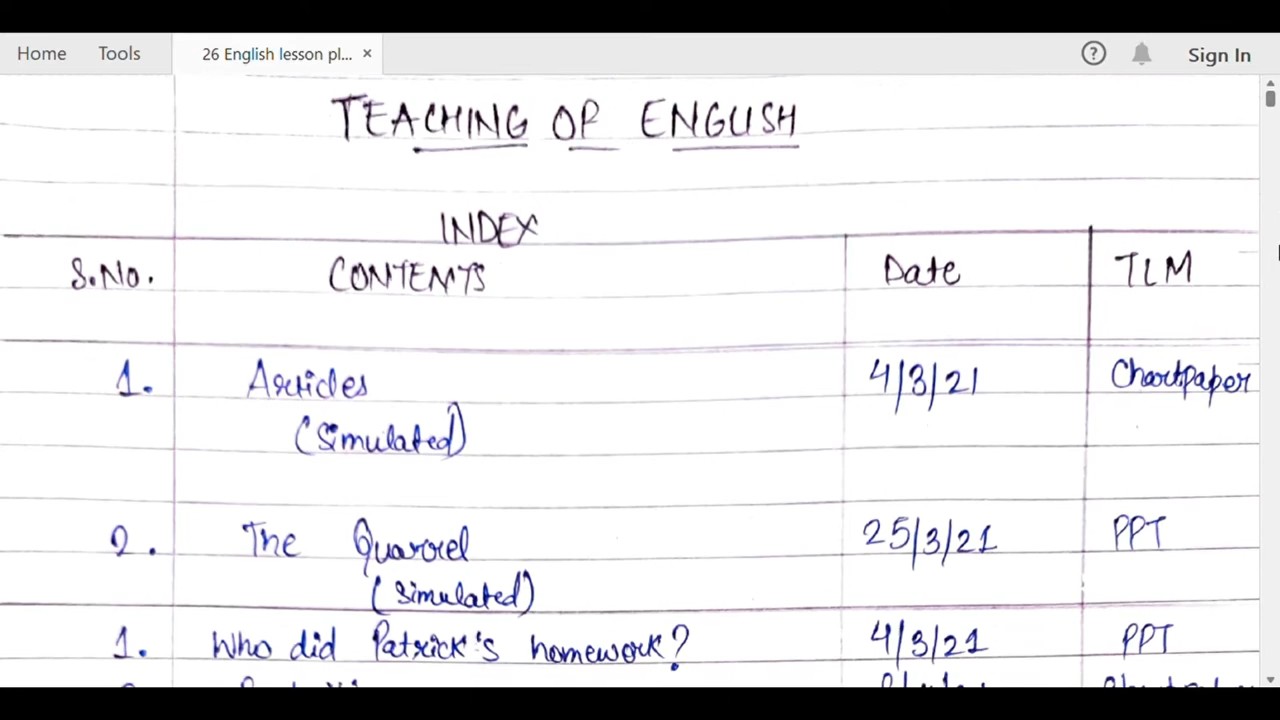 Home Tools 26 English lesson pl... × ? Sign In
TEACHING OF ENGLISH
INDEX
S.No. CONTENTS Date TLM
1. Articles 4/3/21 Chartpaper
(Simulated)
2. The Quarrel 25/3/21 PPT
(Simulated)
1. Who did Patrick's homework? 4/3/21 PPT